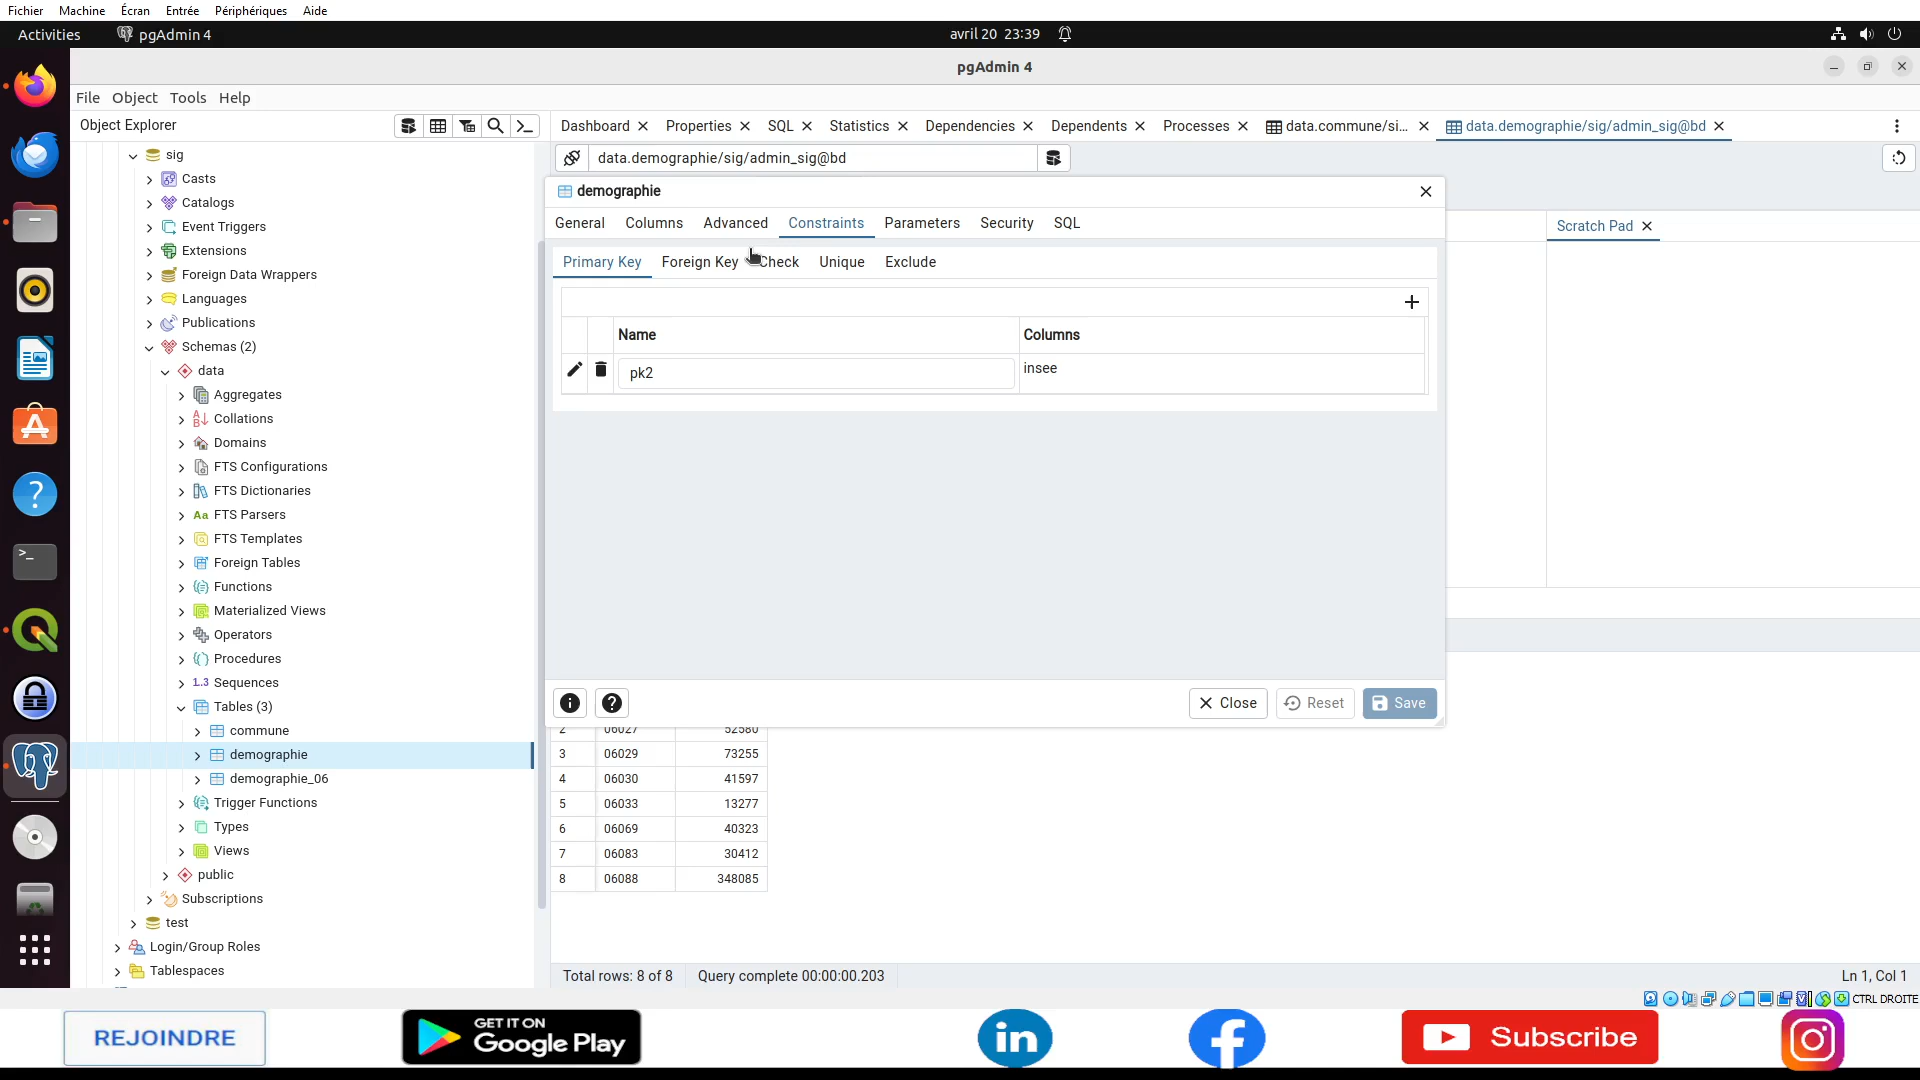 Fichier Machine Écran Entrée Périphériques Aide
Activities pgAdmin 4 avril 20 23:39
pgAdmin 4
File Object Tools Help
Object Explorer
Dashboard Properties SQL Statistics Dependencies Dependents Processes data.commune/si... data.demographie/sig/admin_sig@bd
data.demographie/sig/admin_sig@bd
sig
Casts
Catalogs
Event Triggers
Extensions
Foreign Data Wrappers
Languages
Publications
Schemas (2)
data
Aggregates
Collations
Domains
FTS Configurations
FTS Dictionaries
FTS Parsers
FTS Templates
Foreign Tables
Functions
Materialized Views
Operators
Procedures
1.3 Sequences
Tables (3)
commune
demographie
demographie_06
Trigger Functions
Types
Views
public
Subscriptions
test
Login/Group Roles
Tablespaces
demographie
General Columns Advanced Constraints Parameters Security SQL
Primary Key Foreign Key Check Unique Exclude
Name Columns
pk2 insee
Close Reset Save
Scratch Pad
2 06027 52580
3 06029 73255
4 06030 41597
5 06033 13277
6 06069 40323
7 06083 30412
8 06088 348085
Total rows: 8 of 8 Query complete 00:00:00.203 Ln 1, Col 1
CTRL DROITE
REJOINDRE
GET IT ON
Google Play
in
Subscribe